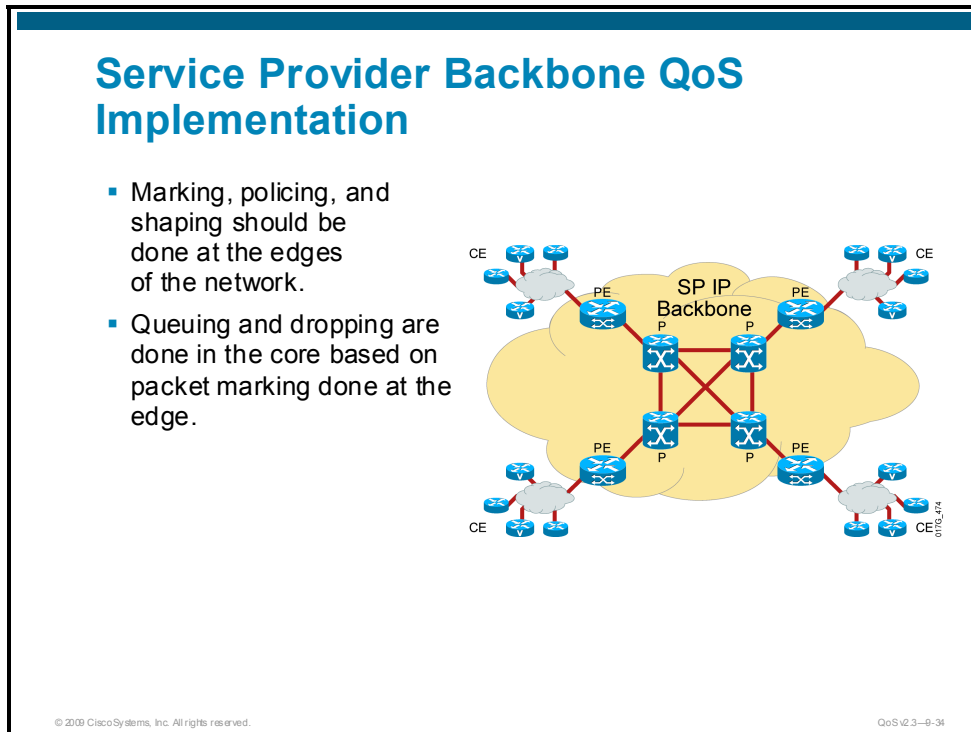 Service Provider Backbone QoS
Implementation
Marking, policing, and
shaping should be
done at the edges
of the network.
Queuing and dropping are
done in the core based on
packet marking done at the
edge.
CE
V
V
CE
V
V
PE
SP IP
Backbone
PE
P
P
P
P
PE
PE
CE
V
V
CE
V
V
017G_474
© 2009 Cisco Systems, Inc. All rights reserved.
QoS v2.3—9-34